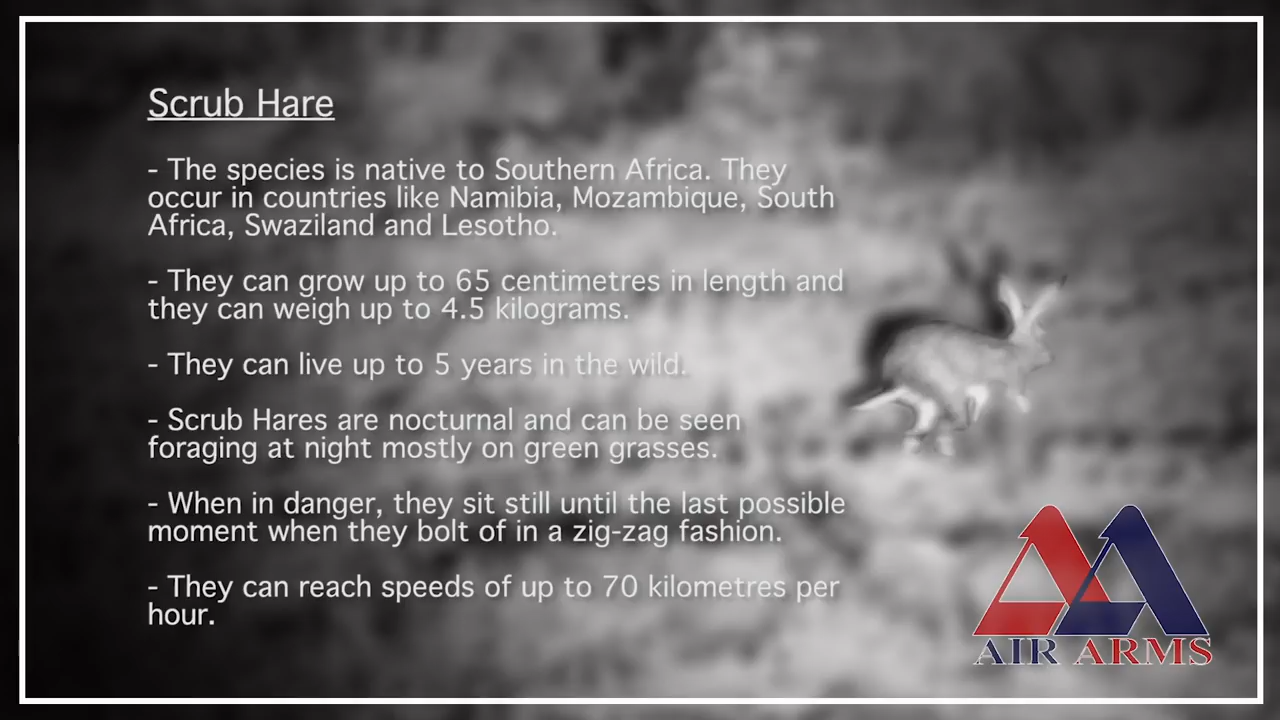 Scrub Hare
- The species is native to Southern Africa. They
occur in countries like Namibia, Mozambique, South
Africa, Swaziland and Lesotho.
- They can grow up to 65 centimetres in length and
they can weigh up to 4.5 kilograms.
- They can live up to 5 years in the wild.
- Scrub Hares are nocturnal and can be seen
foraging at night mostly on green grasses.
- When in danger, they sit still until the last possible
moment when they bolt of in a zig-zag fashion.
- They can reach speeds of up to 70 kilometres per
hour.
AIR ARMS